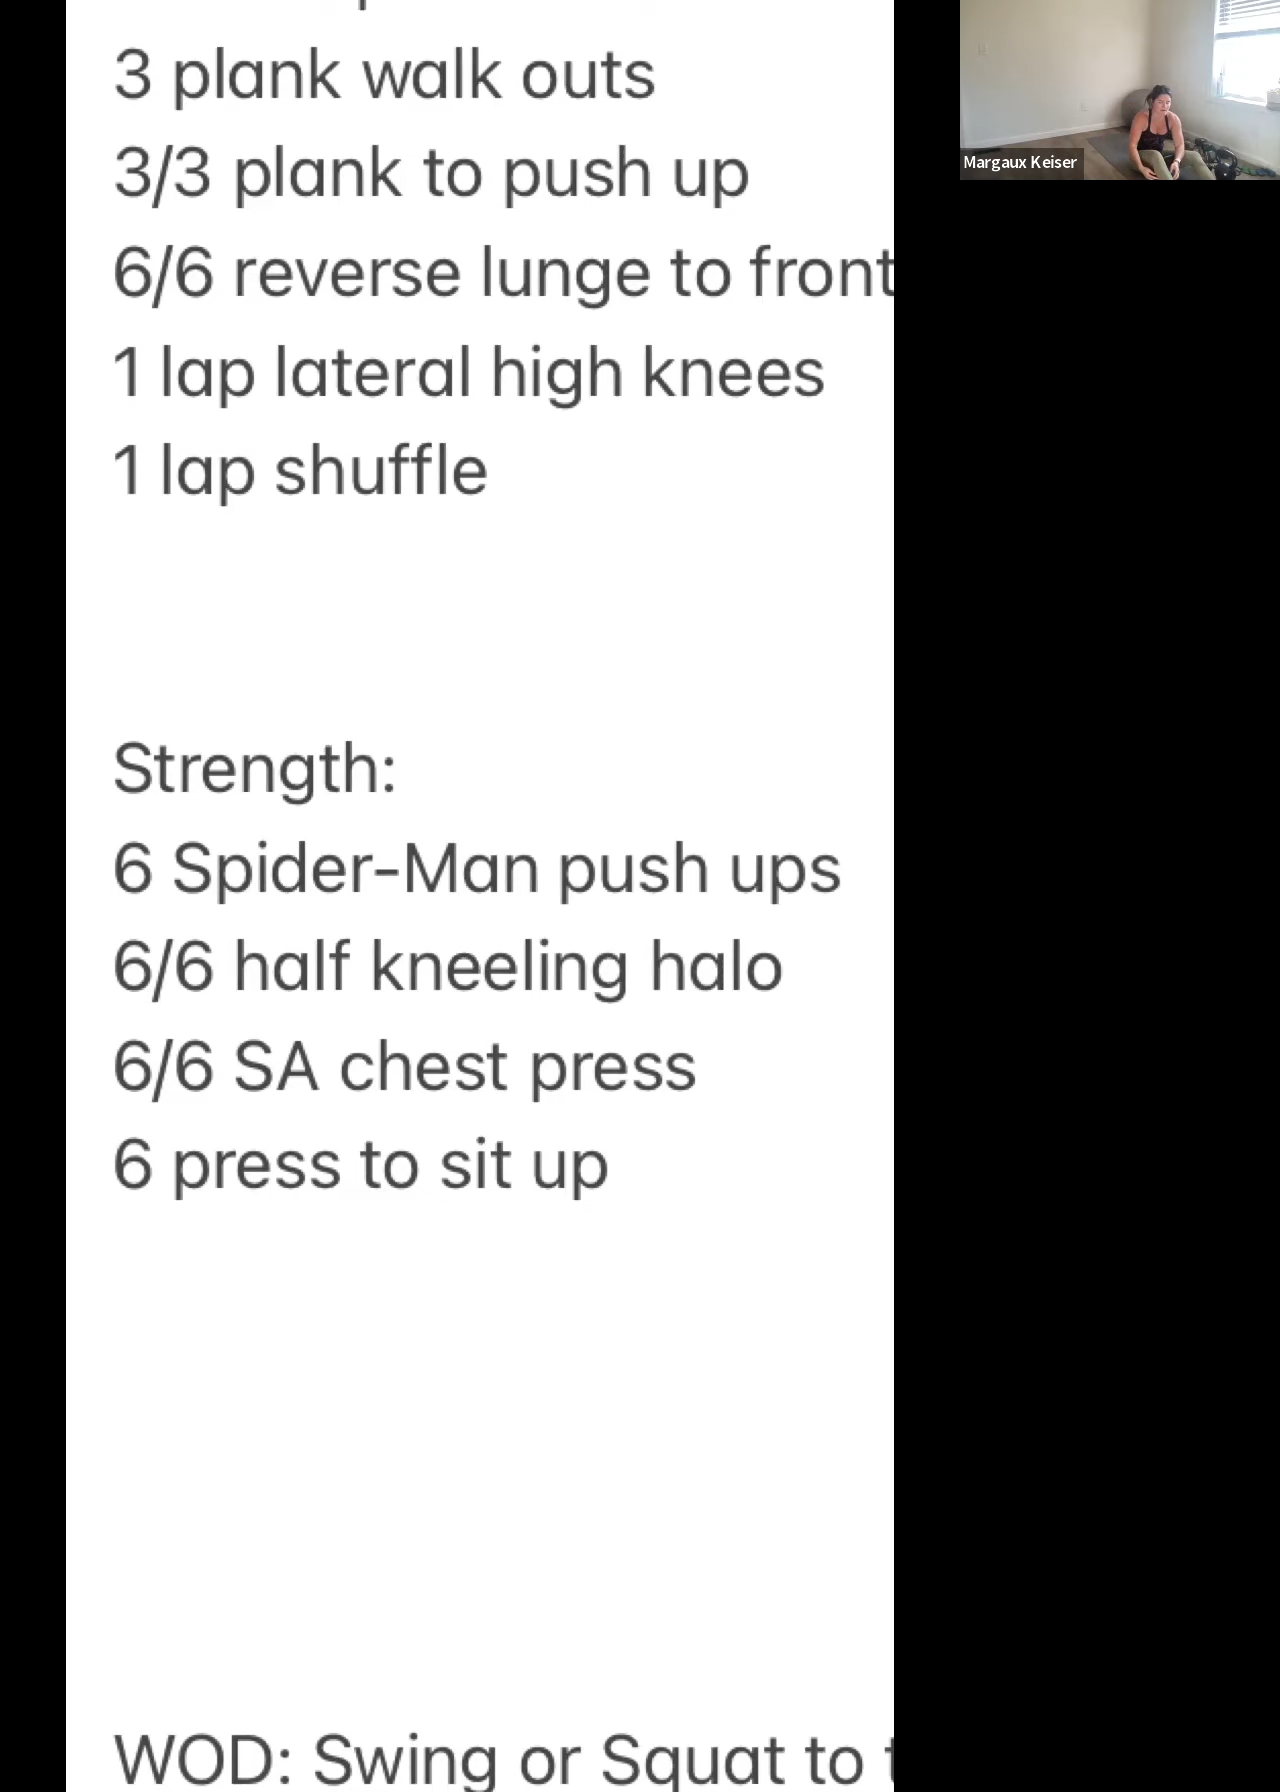 3 plank walk outs
3/3 plank to push up
6/6 reverse lunge to front
1 lap lateral high knees
1 lap shuffle
Strength:
6 Spider-Man push ups
6/6 half kneeling halo
6/6 SA chest press
6 press to sit up
WOD: Swing or Squat to
Margaux Keiser